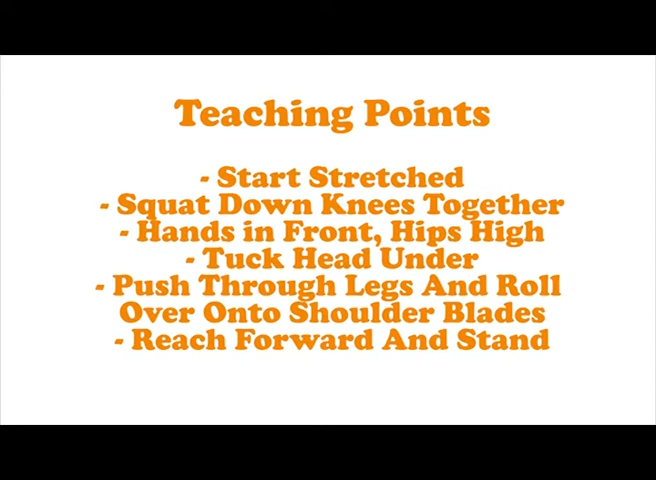 Teaching Points
- Start Stretched
- Squat Down Knees Together
- Hands in Front, Hips High
- Tuck Head Under
- Push Through Legs And Roll
Over Onto Shoulder Blades
- Reach Forward And Stand